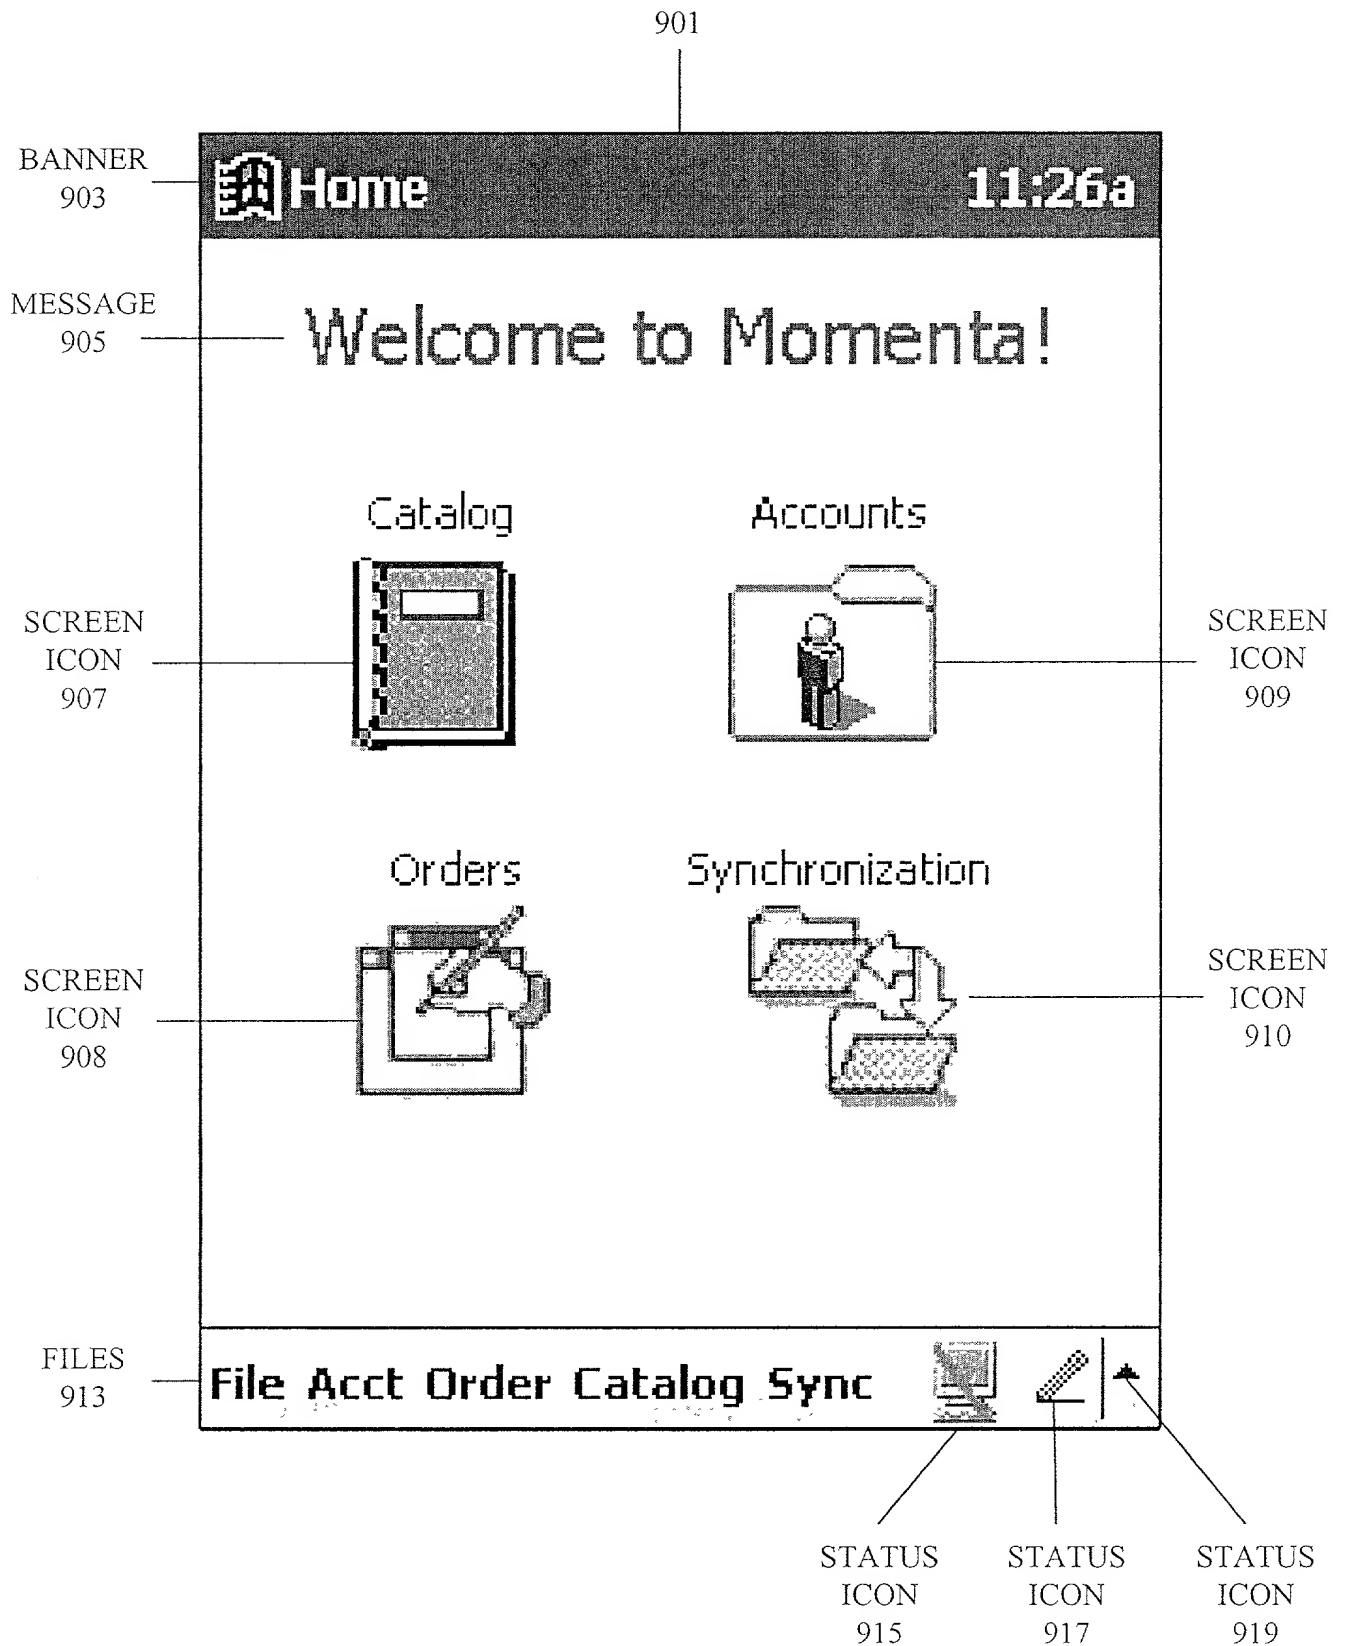 901
BANNER
903
Home 11:26a
MESSAGE
905
Welcome to Momenta!
Catalog Accounts
SCREEN
ICON
907
SCREEN
ICON
909
Orders Synchronization
SCREEN
ICON
908
SCREEN
ICON
910
FILES
913
File Acct Order Catalog Sync
STATUS
ICON
915
STATUS
ICON
917
STATUS
ICON
919